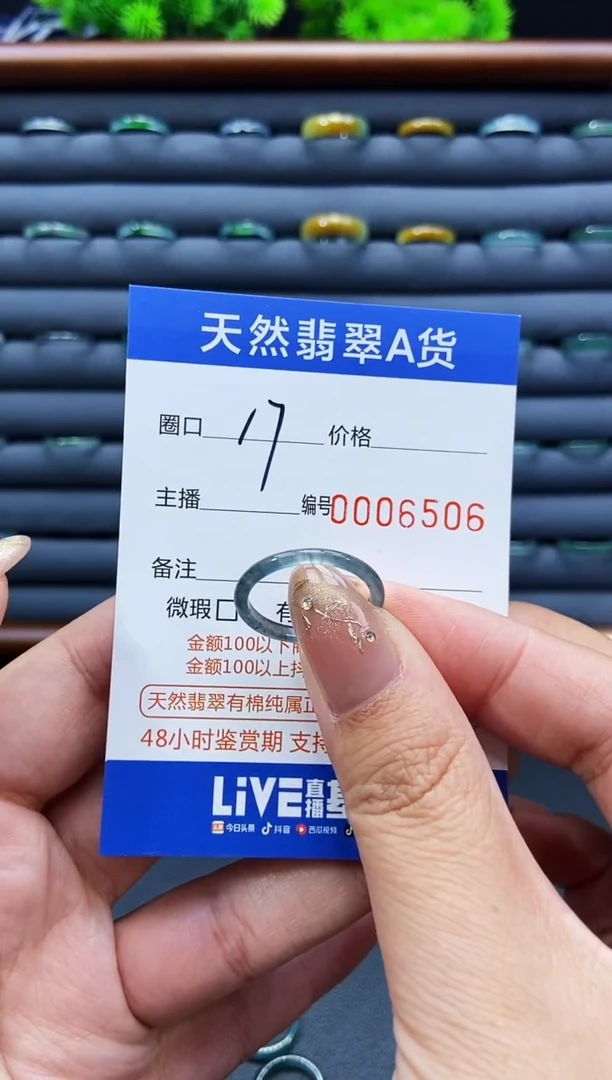 天然翡翠A货
圈口 17 价格
主播 编号0006506
备注
微瑕□ 有
金额100以下
金额100以上抖
天然翡翠有棉纯属正
48小时鉴赏期 支持
LiVE直播基
今日头条 抖音 西瓜视频